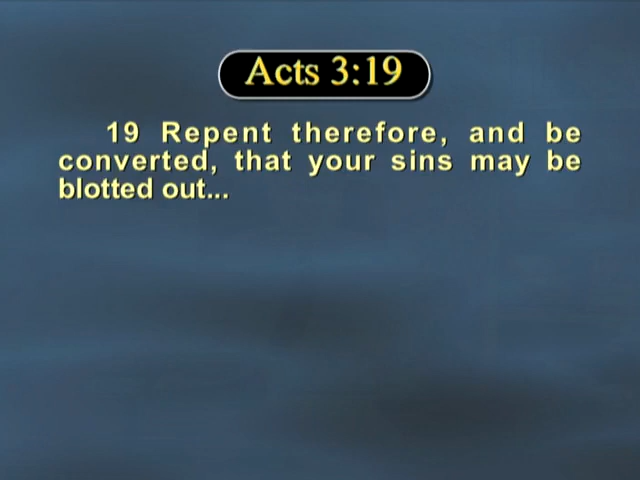 Acts 3:19
19 Repent therefore, and be
converted, that your sins may be
blotted out...